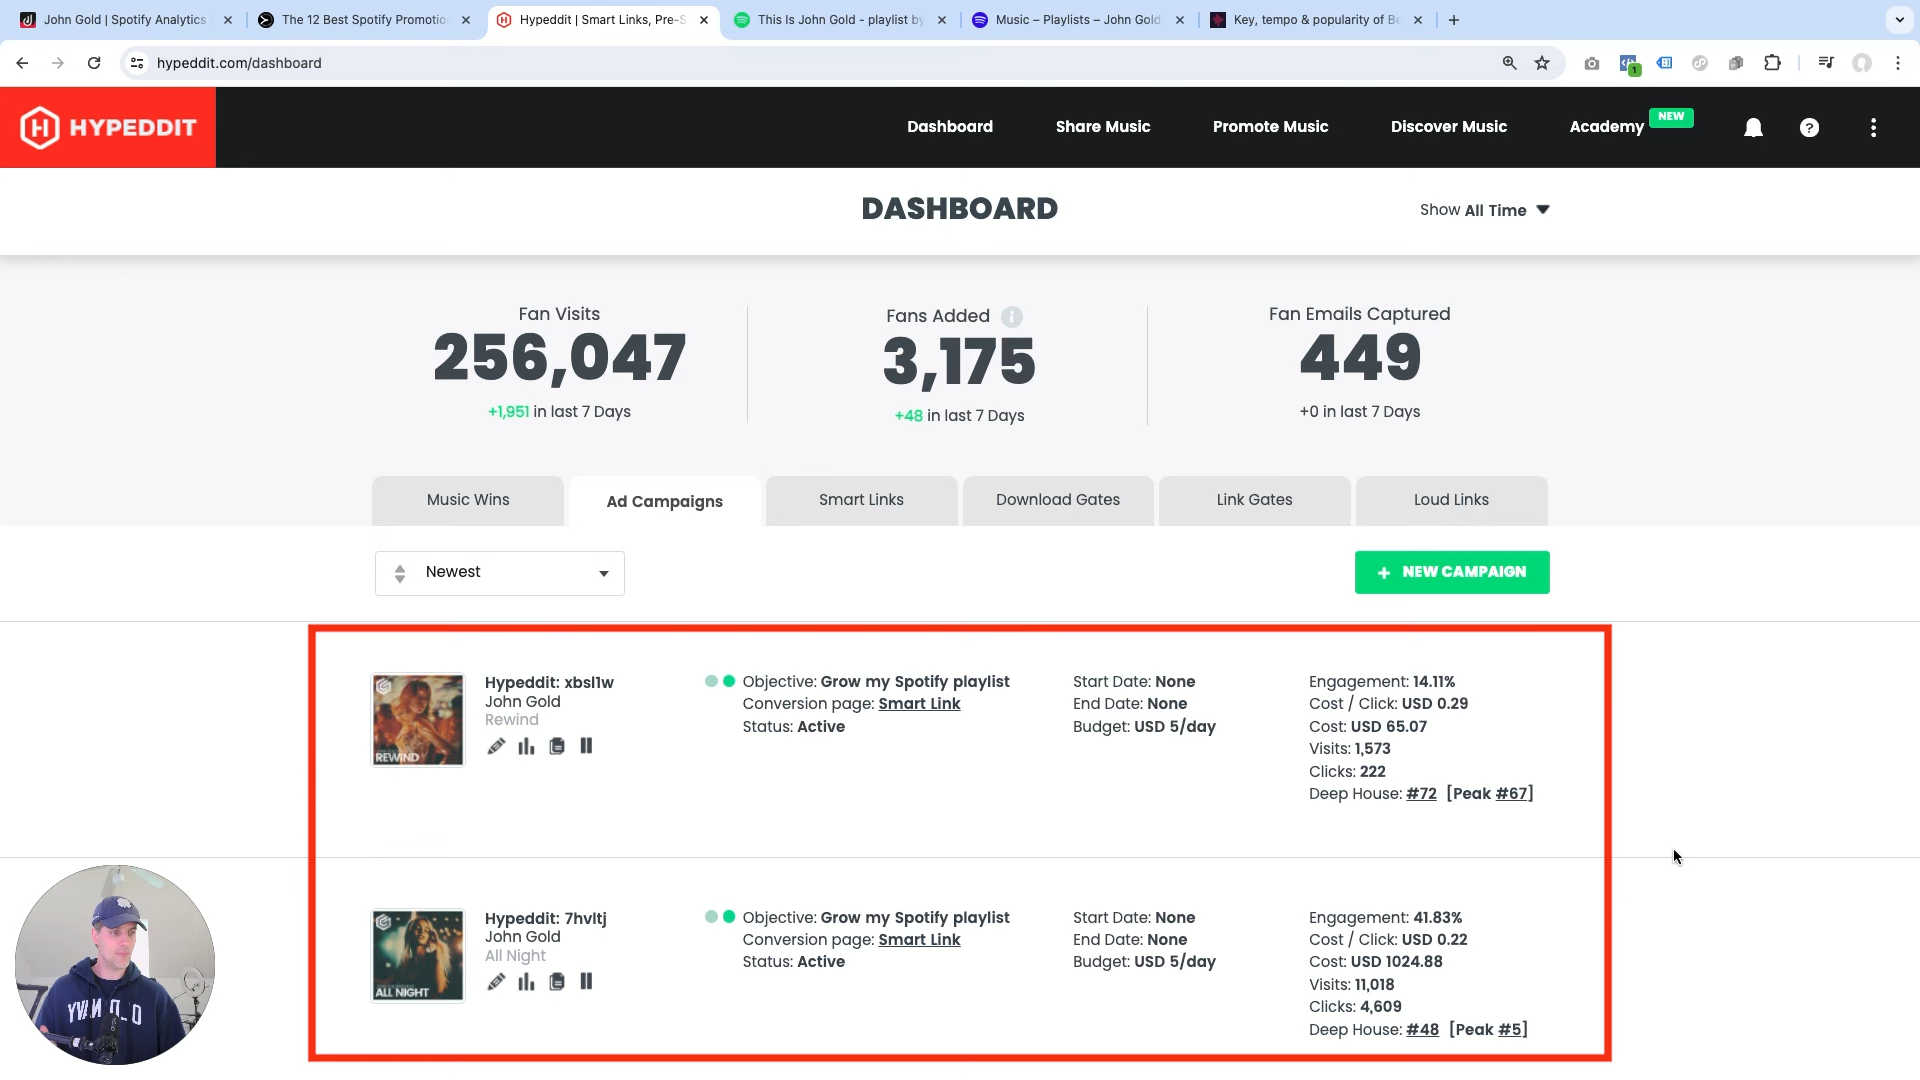 John Gold | Spotify Analytics
The 12 Best Spotify Promotio
Hypeddit | Smart Links, Pre-S
This Is John Gold - playlist by
Music – Playlists – John Gold
Key, tempo & popularity of Be
hypeddit.com/dashboard
1
HYPEDDIT
Dashboard
Share Music
Promote Music
Discover Music
Academy
NEW
DASHBOARD
Show All Time
Fan Visits
256,047
+1,951 in last 7 Days
Fans Added
3,175
+48 in last 7 Days
Fan Emails Captured
449
+0 in last 7 Days
Music Wins
Ad Campaigns
Smart Links
Download Gates
Link Gates
Loud Links
Newest
+ NEW CAMPAIGN
REWIND
Hypeddit: xbsl1w
John Gold
Rewind
Objective: Grow my Spotify playlist
Conversion page: Smart Link
Status: Active
Start Date: None
End Date: None
Budget: USD 5/day
Engagement: 14.11%
Cost / Click: USD 0.29
Cost: USD 65.07
Visits: 1,573
Clicks: 222
Deep House: #72 [Peak #67]
ALL NIGHT
Hypeddit: 7hvltj
John Gold
All Night
Objective: Grow my Spotify playlist
Conversion page: Smart Link
Status: Active
Start Date: None
End Date: None
Budget: USD 5/day
Engagement: 41.83%
Cost / Click: USD 0.22
Cost: USD 1024.88
Visits: 11,018
Clicks: 4,609
Deep House: #48 [Peak #5]